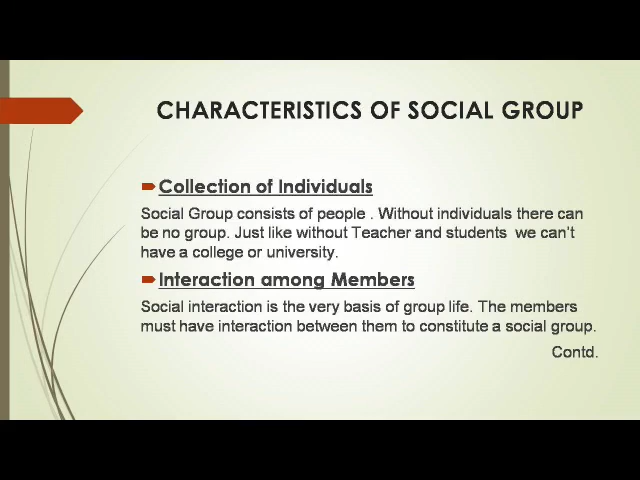 CHARACTERISTICS OF SOCIAL GROUP
Collection of Individuals
Social Group consists of people . Without individuals there can
be no group. Just like without Teacher and students we can't
have a college or university.
Interaction among Members
Social interaction is the very basis of group life. The members
must have interaction between them to constitute a social group.
Contd.